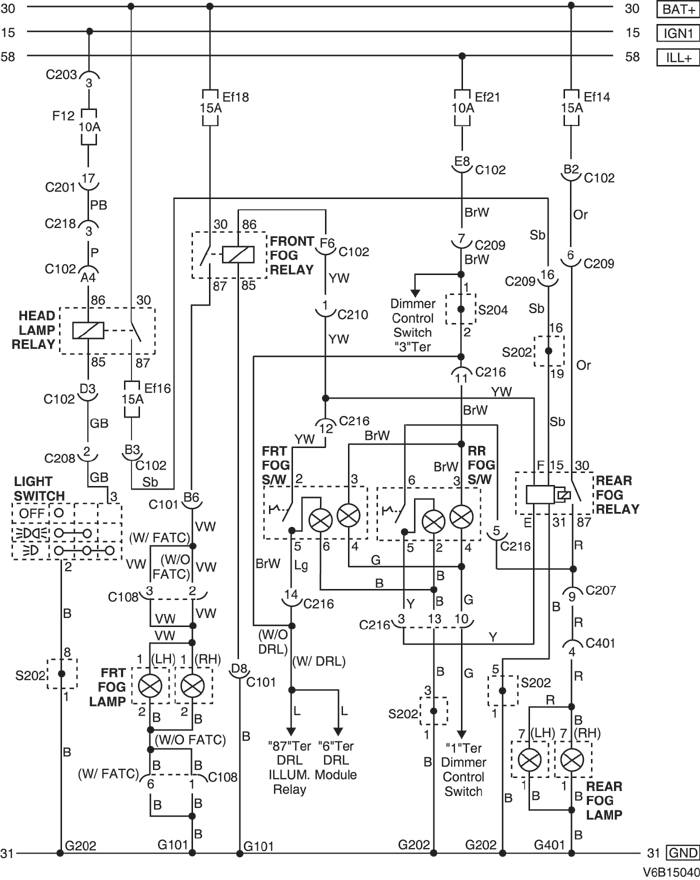 30 30 BAT+
15 15 IGN1
58 58 ILL+
C203 3
F12 10A
Ef18 15A
Ef21 10A
Ef14 15A
17 C201
PB
C218 3
P
C102 A4
E8 C102
B2 C102
BrW
Or
7 C209
BrW
Sb
6 C209
16 C209
Sb
30 86
FRONT
FOG
RELAY
87 85
F6 C102
YW
1 C210
YW
Dimmer
Control
Switch
"3"Ter
1 S204 2
16 S202 19
86 30
HEAD
LAMP
RELAY
85 87
D3 C102
GB
2 C208
GB
Ef16 15A
B3 C102
Sb
C216 11
YW
Or
C216 12
YW
BrW
BrW
BrW
Sb
FRT
FOG
S/W
2 3
5 6 4
RR
FOG
S/W
6 3
5 2 4
F 15 30
REAR
FOG
RELAY
E 31 87
5 C216
R
LIGHT
SWITCH
3
OFF
2
B
8 S202 1
B
B6 C101
VW
(W/ FATC)
(W/O
FATC)
VW VW
C108 3 2
VW VW
VW
FRT
FOG
LAMP
1 (LH) 1 (RH)
2 2
B B
(W/O FATC)
(W/ FATC)
6 1 C108
B B
B
BrW Lg
14 C216
(W/O
DRL)
(W/ DRL)
L L
"87"Ter
DRL
ILLUM.
Relay
"6"Ter
DRL
Module
D8 C101
B
G
B B
Y B G
C216 3 13 10
Y
B G
3 S202 1
B
"1"Ter
Dimmer
Control
Switch
B
5 S202 1
B
9 C207
R
4 C401
R
R B
7 (LH) 7 (RH)
1 1
B B
REAR
FOG
LAMP
B
31 G202 G101 G101 G202 G202 G401 31 GND
V6B15040